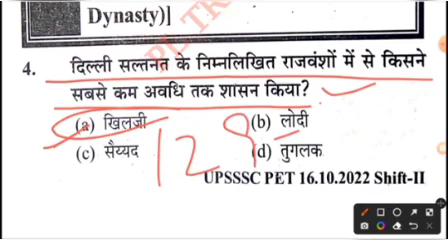 Dynasty)]
4. दिल्ली सल्तनत के निम्नलिखित राजवंशों में से किसने
सबसे कम अवधि तक शासन किया?
(a) खिलजी (b) लोदी
(c) सैय्यद (d) तुगलक
129
UPSSSC PET 16.10.2022 Shift-II